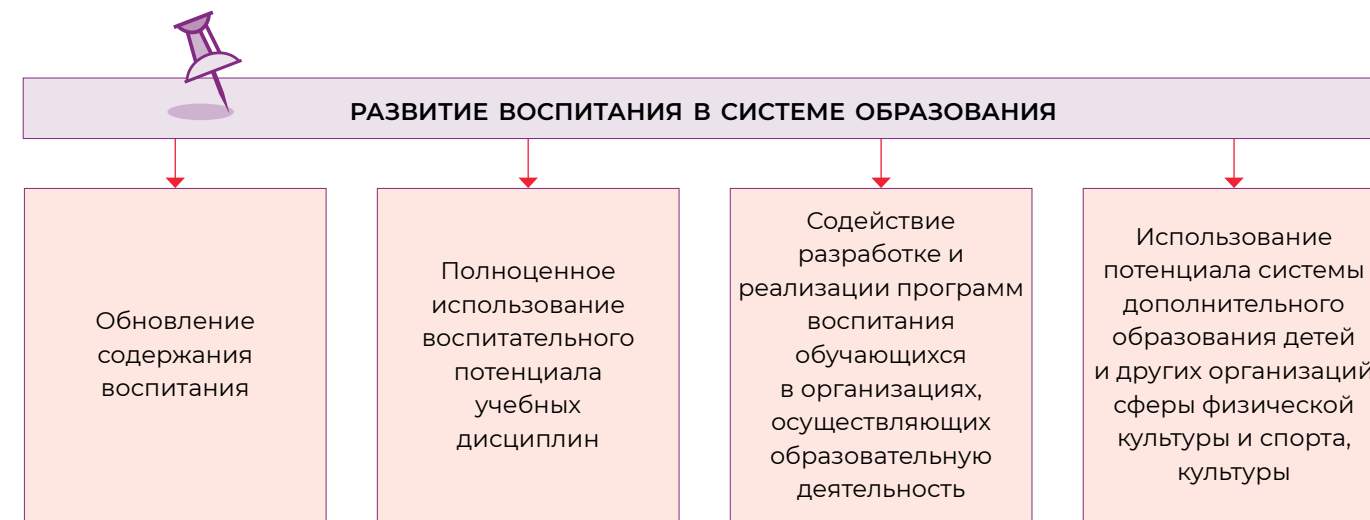 РАЗВИТИЕ ВОСПИТАНИЯ В СИСТЕМЕ ОБРАЗОВАНИЯ
Обновление
содержания
воспитания
Полноценное
использование
воспитательного
потенциала
учебных
дисциплин
Содействие
разработке и
реализации программ
воспитания
обучающихся
в организациях,
осуществляющих
образовательную
деятельность
Использование
потенциала системы
дополнительного
образования детей
и других организаций
сферы физической
культуры и спорта,
культуры